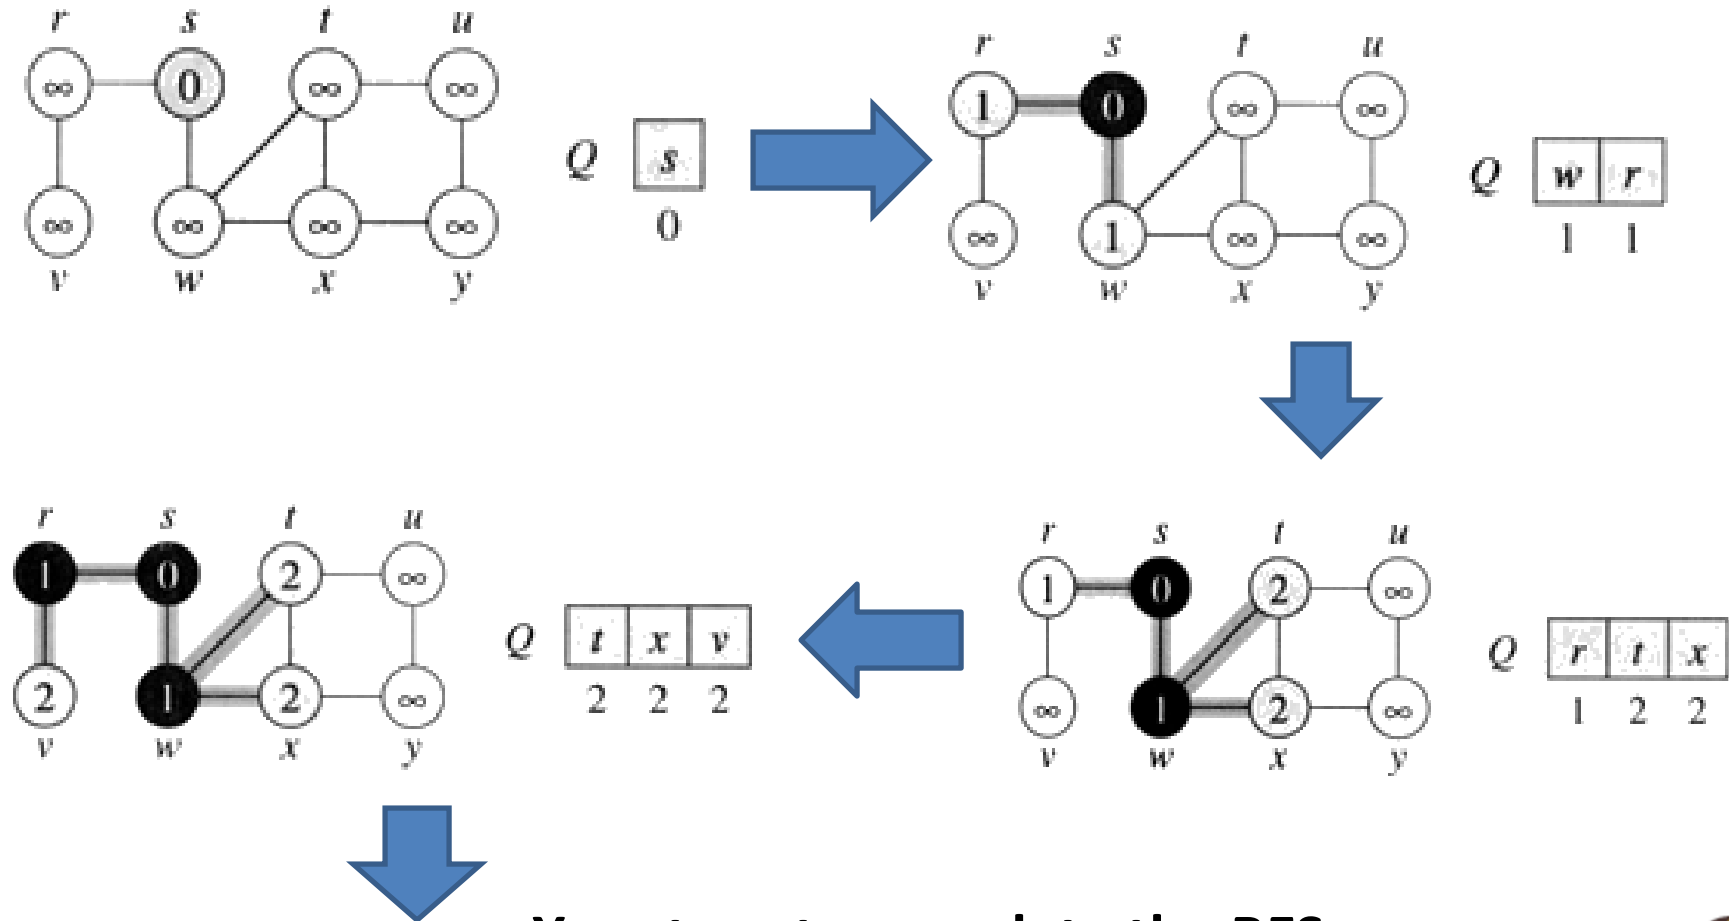 r s t u
∞ 0 ∞ ∞
Q s
0
∞ ∞ ∞ ∞
v w x y
r s t u
1 0 ∞ ∞
Q w r
1 1
∞ 1 ∞ ∞
v w x y
r s t u
1 0 2 ∞
Q t x v
2 2 2
2 1 2 ∞
v w x y
r s t u
1 0 2 ∞
Q r t x
1 2 2
∞ 1 2 ∞
v w x y